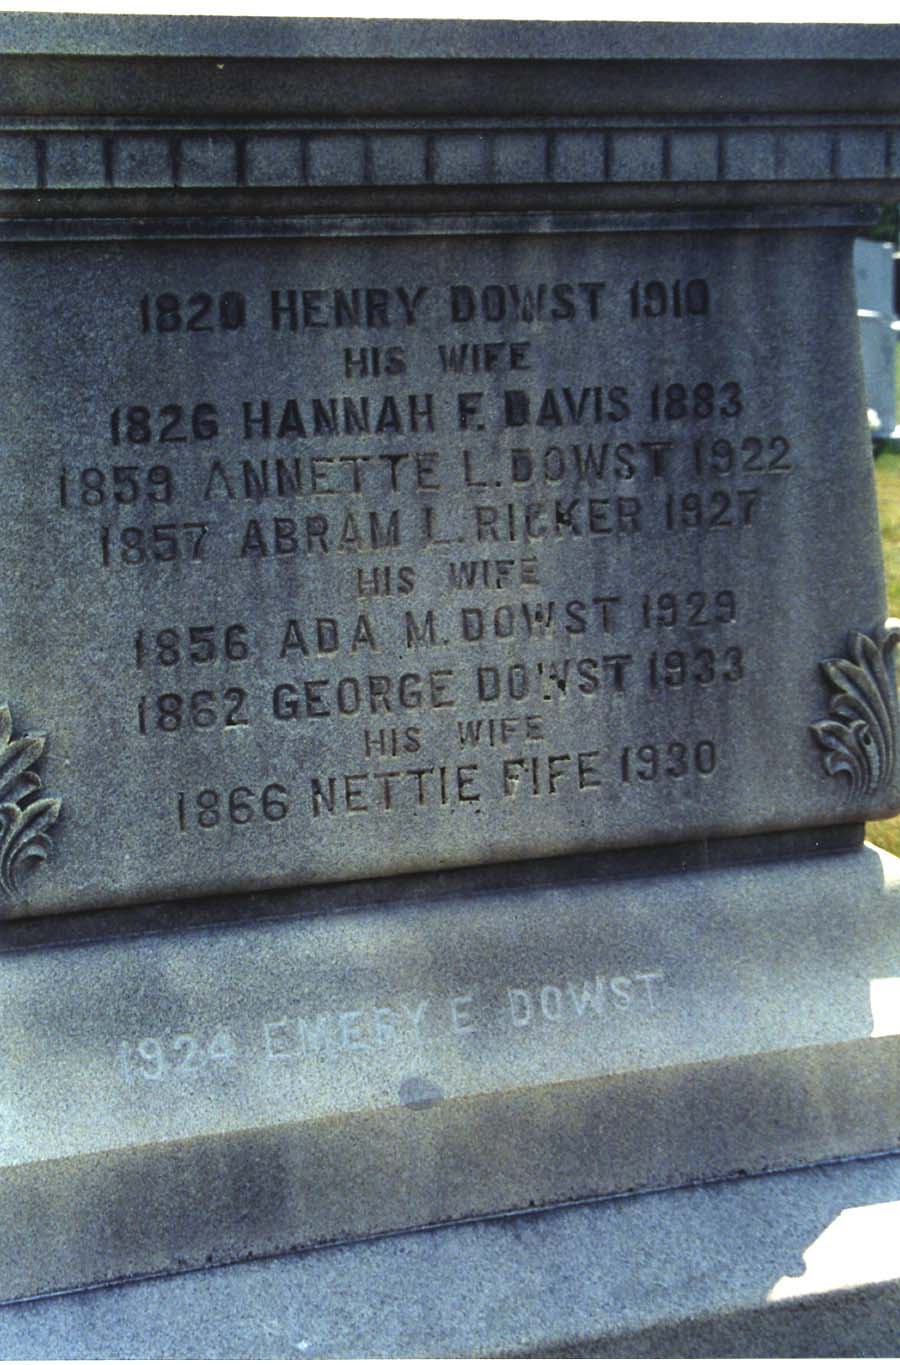 1820 HENRY DOWST 1910
HIS WIFE
1826 HANNAH F. DAVIS 1883
1859 ANNETTE L. DOWST 1922
1857 ABRAM L. RICKER 1927
HIS WIFE
1856 ADA M. DOWST 1929
1862 GEORGE DOWST 1933
HIS WIFE
1866 NETTIE FIFE 1930
1924 EMERY E DOWST